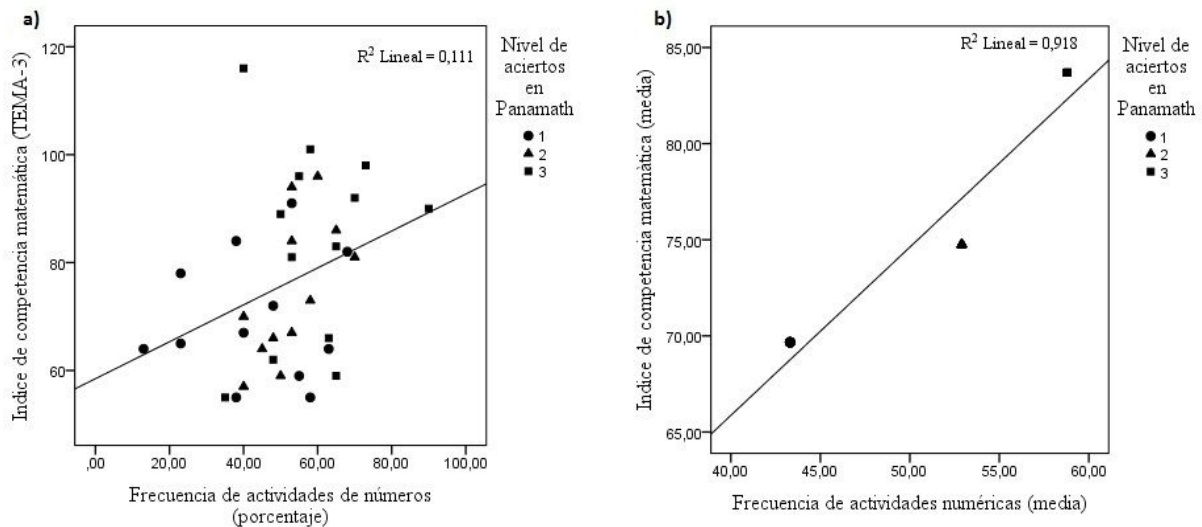 a)
R² Lineal = 0,111
Nivel de
aciertos
en
Panamath
1
2
3
120
100
80
60
Indice de competencia matemática (TEMA-3)
,00
20,00
40,00
60,00
80,00
100,00
Frecuencia de actividades de números
(porcentaje)
b)
R² Lineal = 0,918
Nivel de
aciertos
en
Panamath
1
2
3
85,00
80,00
75,00
70,00
65,00
Indice de competencia matemàtica (media)
40,00
45,00
50,00
55,00
60,00
Frecuencia de actividades numéricas (media)